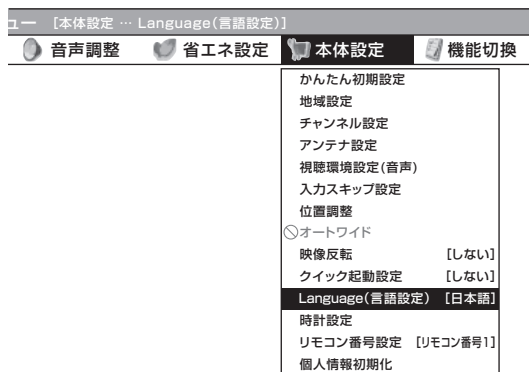 ュー [本体設定 … Language(言語設定)]
音声調整 省エネ設定 本体設定 機能切換
かんたん初期設定
地域設定
チャンネル設定
アンテナ設定
視聴環境設定(音声)
入力スキップ設定
位置調整
オートワイド
映像反転 [しない]
クイック起動設定 [しない]
Language(言語設定) [日本語]
時計設定
リモコン番号設定 [リモコン番号1]
個人情報初期化